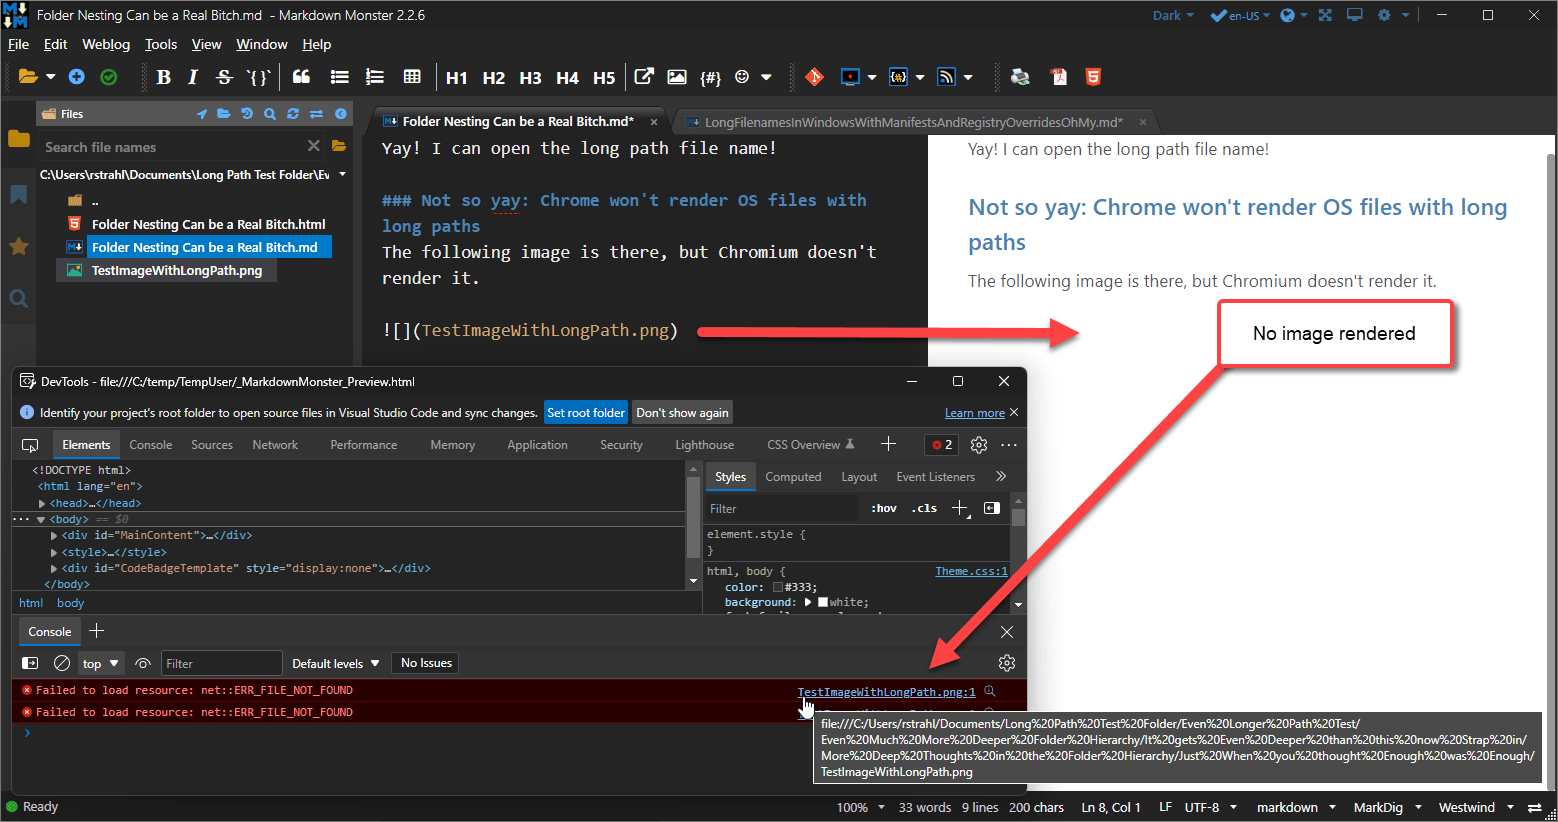 Folder Nesting Can be a Real Bitch.md - Markdown Monster 2.2.6
Dark
en-US
File Edit Weblog Tools View Window Help
B I S `{}` H1 H2 H3 H4 H5 {#} {#}
Files
Folder Nesting Can be a Real Bitch.md*
LongFilenamesInWindowsWithManifestsAndRegistryOverridesOhMy.md*
Search file names
C:\Users\rstrahl\Documents\Long Path Test Folder\Ev
..
Folder Nesting Can be a Real Bitch.html
Folder Nesting Can be a Real Bitch.md
TestImageWithLongPath.png
Yay! I can open the long path file name!
### Not so yay: Chrome won't render OS files with
long paths
The following image is there, but Chromium doesn't
render it.
![](TestImageWithLongPath.png)
Yay! I can open the long path file name!
Not so yay: Chrome won't render OS files with long
paths
The following image is there, but Chromium doesn't render it.
No image rendered
DevTools - file:///C:/temp/TempUser/_MarkdownMonster_Preview.html
Identify your project's root folder to open source files in Visual Studio Code and sync changes. Set root folder Don't show again Learn more
Elements Console Sources Network Performance Memory Application Security Lighthouse CSS Overview 2
<!DOCTYPE html>
<html lang="en">
<head>…</head>
<body> == $0
<div id="MainContent">…</div>
<style>…</style>
<div id="CodeBadgeTemplate" style="display:none">…</div>
</body>
html body
Styles Computed Layout Event Listeners
Filter :hov .cls
element.style {
}
html, body { Theme.css:1
color: #333;
background: white;
Console
top Filter Default levels No Issues
Failed to load resource: net::ERR_FILE_NOT_FOUND TestImageWithLongPath.png:1
Failed to load resource: net::ERR_FILE_NOT_FOUND
file:///C:/Users/rstrahl/Documents/Long%20Path%20Test%20Folder/Even%20Longer%20Path%20Test/
Even%20Much%20More%20Deeper%20Folder%20Hierarchy/It%20gets%20Even%20Deeper%20than%20this%20now%20Strap%20in/
More%20Deep%20Thoughts%20in%20the%20Folder%20Hierarchy/Just%20When%20you%20thought%20Enough%20was%20Enough/
TestImageWithLongPath.png
Ready
100% 33 words 9 lines 200 chars Ln 8, Col 1 LF UTF-8 markdown MarkDig Westwind